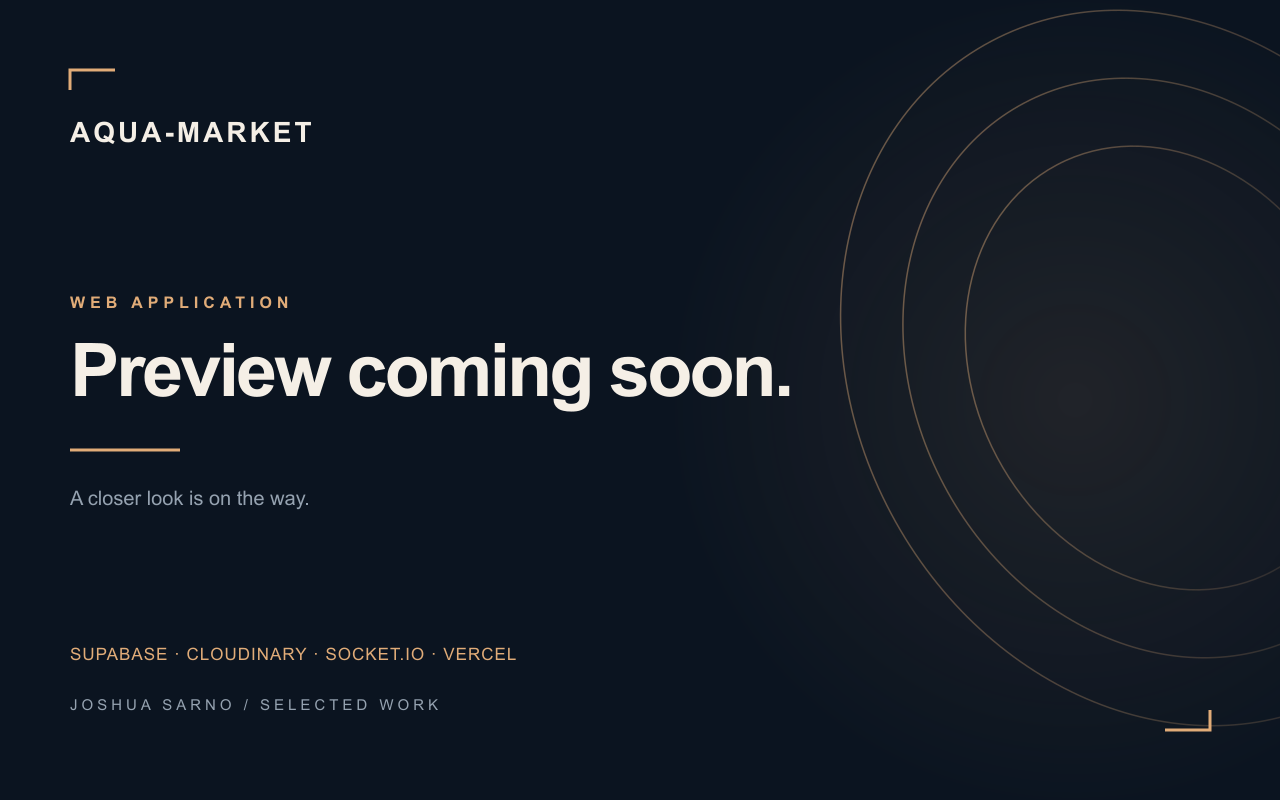 AQUA-MARKET
WEB APPLICATION
Preview coming soon.
A closer look is on the way.
SUPABASE · CLOUDINARY · SOCKET.IO · VERCEL
JOSHUA SARNO / SELECTED WORK